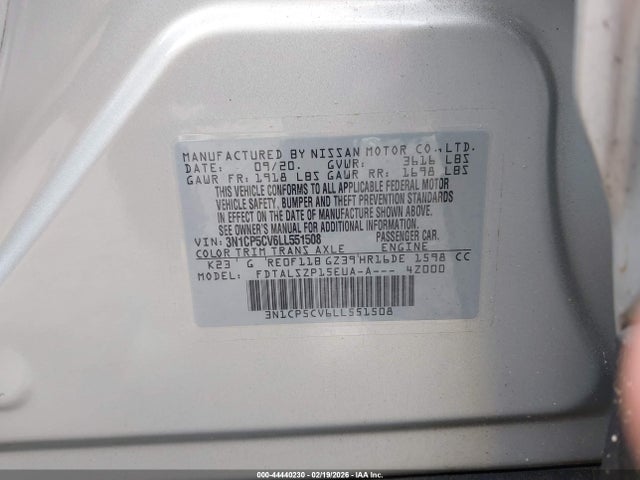 MANUFACTURED BY NISSAN MOTOR CO.,LTD.
DATE: 09/20. GVWR: 3616 LBS
GAWR FR: 1918 LBS GAWR RR: 1698 LBS
THIS VEHICLE CONFORMS TO ALL APPLICABLE FEDERAL MOTOR
VEHICLE SAFETY, BUMPER AND THEFT PREVENTION STANDARDS
IN EFFECT ON THE DATE OF MANUFACTURE SHOWN ABOVE.
SEE OWNER'S MANUAL FOR ADDITIONAL INFORMATION.
VIN: 3N1CP5CV6LL551508 PASSENGER CAR
COLOR TRIM TRANS AXLE ENGINE
K23 G RE0F11B GZ39 HR16DE 1598 CC
MODEL: FDTALSZP15EUA-A--- 4Z000
3N1CP5CV6LL551508
000-44440230 - 02/19/2026 - IAA Inc.